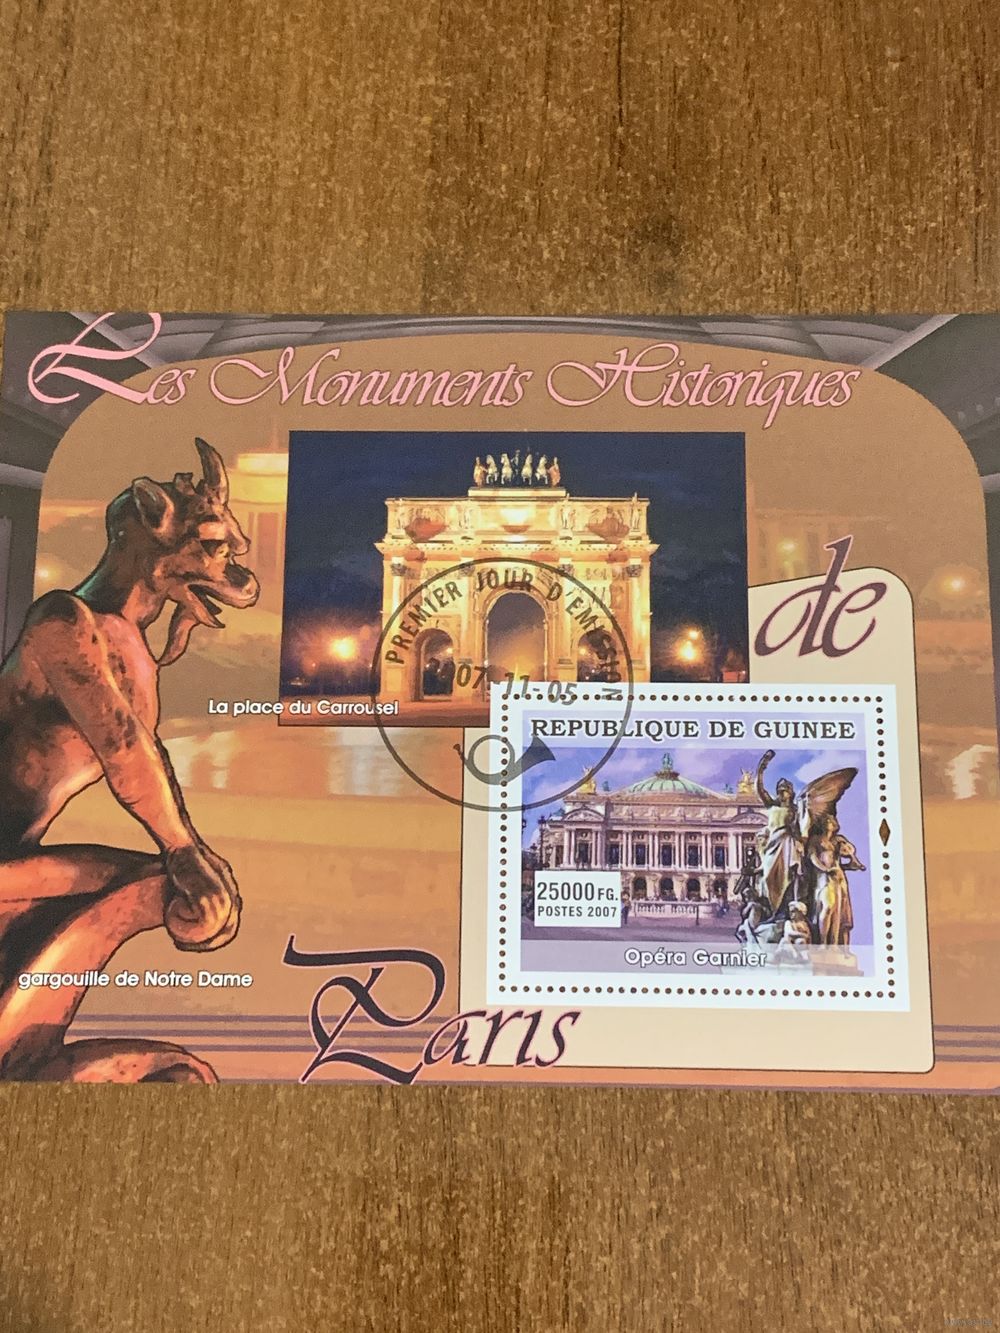 Les Monuments Historiques
de
Paris
La place du Carrousel
gargouille de Notre Dame
PREMIER JOUR D'EMISSION
2007-11-05
REPUBLIQUE DE GUINEE
25000 FG.
POSTES 2007
Opéra Garnier